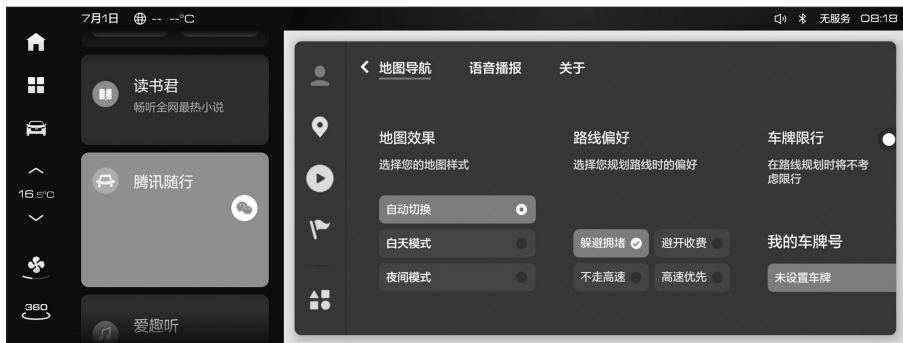 7月1日 -- --°C
无服务 08:18
读书君
畅听全网最热小说
16.5°C
腾讯随行
360
爱趣听
地图导航 语音播报 关于
地图效果
选择您的地图样式
自动切换
白天模式
夜间模式
路线偏好
选择您规划路线时的偏好
躲避拥堵 避开收费
不走高速 高速优先
车牌限行
在路线规划时将不考
虑限行
我的车牌号
未设置车牌